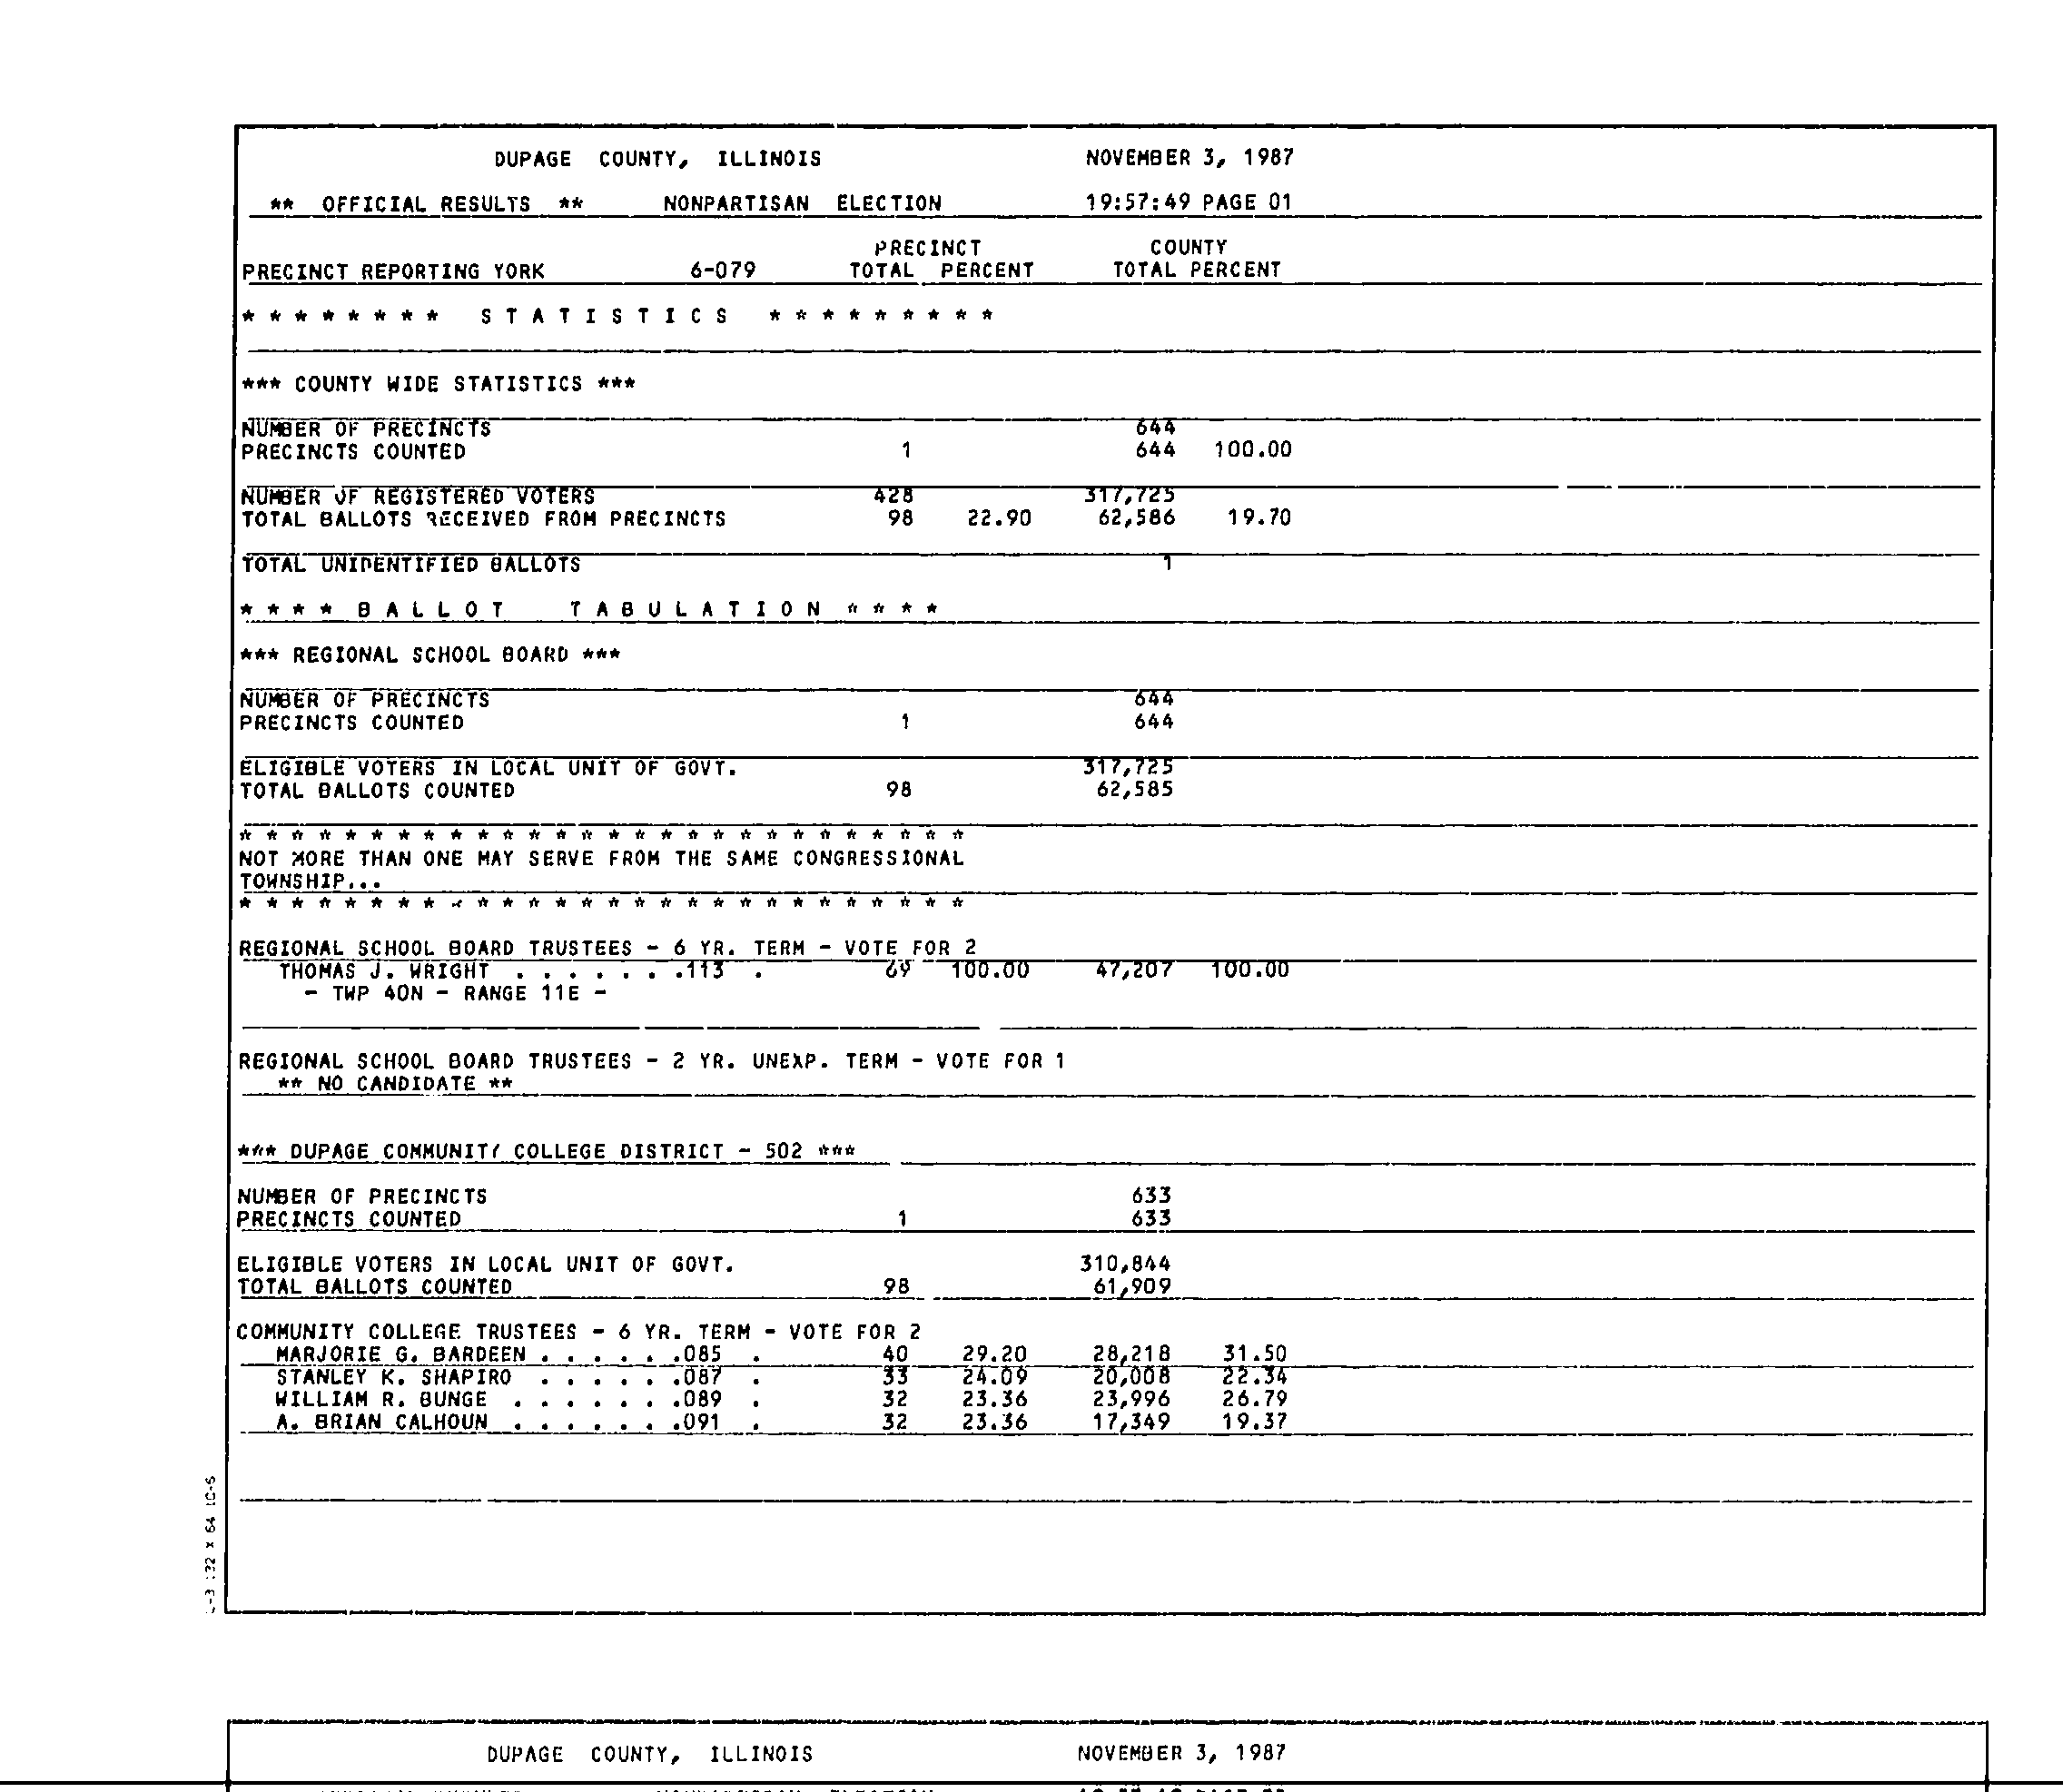 DUPAGE COUNTY, ILLINOIS NOVEMBER 3, 1987
** OFFICIAL RESULTS ** NONPARTISAN ELECTION 19:57:49 PAGE 01
PRECINCT COUNTY
PRECINCT REPORTING YORK 6-079 TOTAL PERCENT TOTAL PERCENT
* * * * * * * * S T A T I S T I C S * * * * * * * * *
*** COUNTY WIDE STATISTICS ***
NUMBER OF PRECINCTS 644
PRECINCTS COUNTED 1 644 100.00
NUMBER OF REGISTERED VOTERS 428 317,725
TOTAL BALLOTS RECEIVED FROM PRECINCTS 98 22.90 62,586 19.70
TOTAL UNIDENTIFIED BALLOTS 1
* * * * B A L L O T T A B U L A T I O N * * * *
*** REGIONAL SCHOOL BOARD ***
NUMBER OF PRECINCTS 644
PRECINCTS COUNTED 1 644
ELIGIBLE VOTERS IN LOCAL UNIT OF GOVT. 317,725
TOTAL BALLOTS COUNTED 98 62,585
* * * * * * * * * * * * * * * * * * * * * * * * * * * *
NOT MORE THAN ONE MAY SERVE FROM THE SAME CONGRESSIONAL
TOWNSHIP...
* * * * * * * * * * * * * * * * * * * * * * * * * * * *
REGIONAL SCHOOL BOARD TRUSTEES - 6 YR. TERM - VOTE FOR 2
THOMAS J. WRIGHT . . . . . . .113 . 69 100.00 47,207 100.00
- TWP 40N - RANGE 11E -
REGIONAL SCHOOL BOARD TRUSTEES - 2 YR. UNEXP. TERM - VOTE FOR 1
** NO CANDIDATE **
*** DUPAGE COMMUNITY COLLEGE DISTRICT - 502 ***
NUMBER OF PRECINCTS 633
PRECINCTS COUNTED 1 633
ELIGIBLE VOTERS IN LOCAL UNIT OF GOVT. 310,844
TOTAL BALLOTS COUNTED 98 61,909
COMMUNITY COLLEGE TRUSTEES - 6 YR. TERM - VOTE FOR 2
MARJORIE G. BARDEEN . . . . . .085 . 40 29.20 28,218 31.50
STANLEY K. SHAPIRO . . . . . .087 . 33 24.09 20,008 22.34
WILLIAM R. BUNGE . . . . . . .089 . 32 23.36 23,996 26.79
A. BRIAN CALHOUN . . . . . . .091 . 32 23.36 17,349 19.37
132 x 64
DUPAGE COUNTY, ILLINOIS NOVEMBER 3, 1987